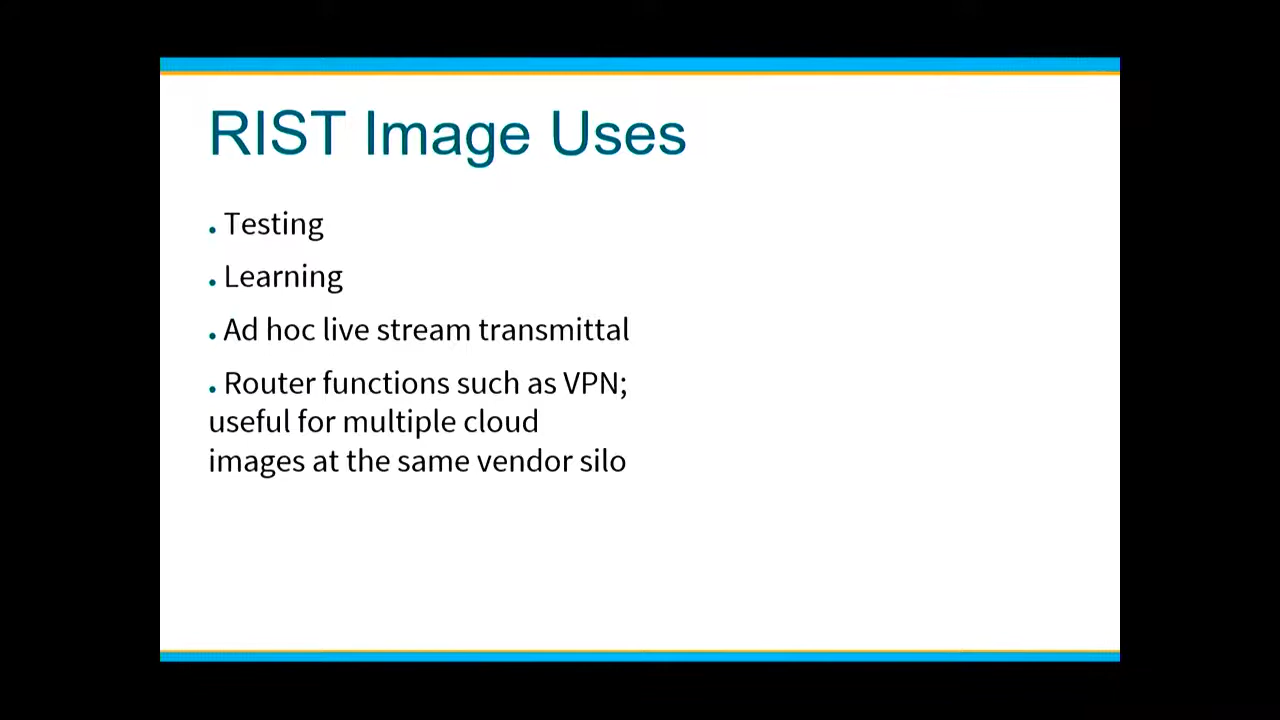 RIST Image Uses
• Testing
• Learning
• Ad hoc live stream transmittal
• Router functions such as VPN;
useful for multiple cloud
images at the same vendor silo